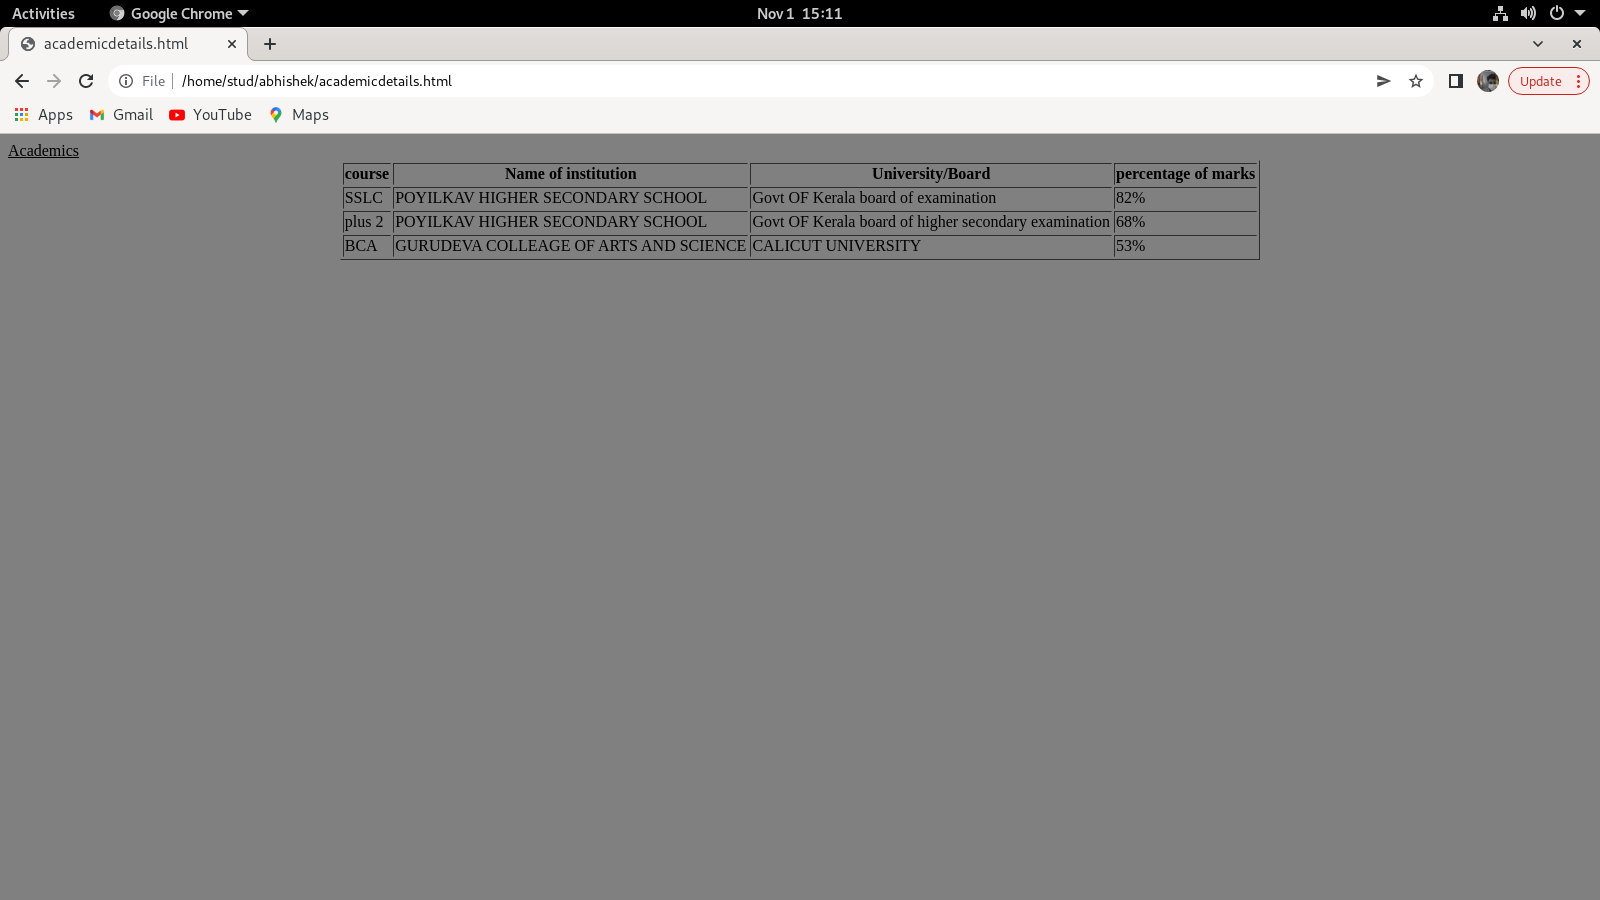 Activities Google Chrome Nov 1 15:11
academicdetails.html
File /home/stud/abhishek/academicdetails.html Update
Apps Gmail YouTube Maps
Academics
course Name of institution University/Board percentage of marks
SSLC POYILKAV HIGHER SECONDARY SCHOOL Govt OF Kerala board of examination 82%
plus 2 POYILKAV HIGHER SECONDARY SCHOOL Govt OF Kerala board of higher secondary examination 68%
BCA GURUDEVA COLLEAGE OF ARTS AND SCIENCE CALICUT UNIVERSITY 53%